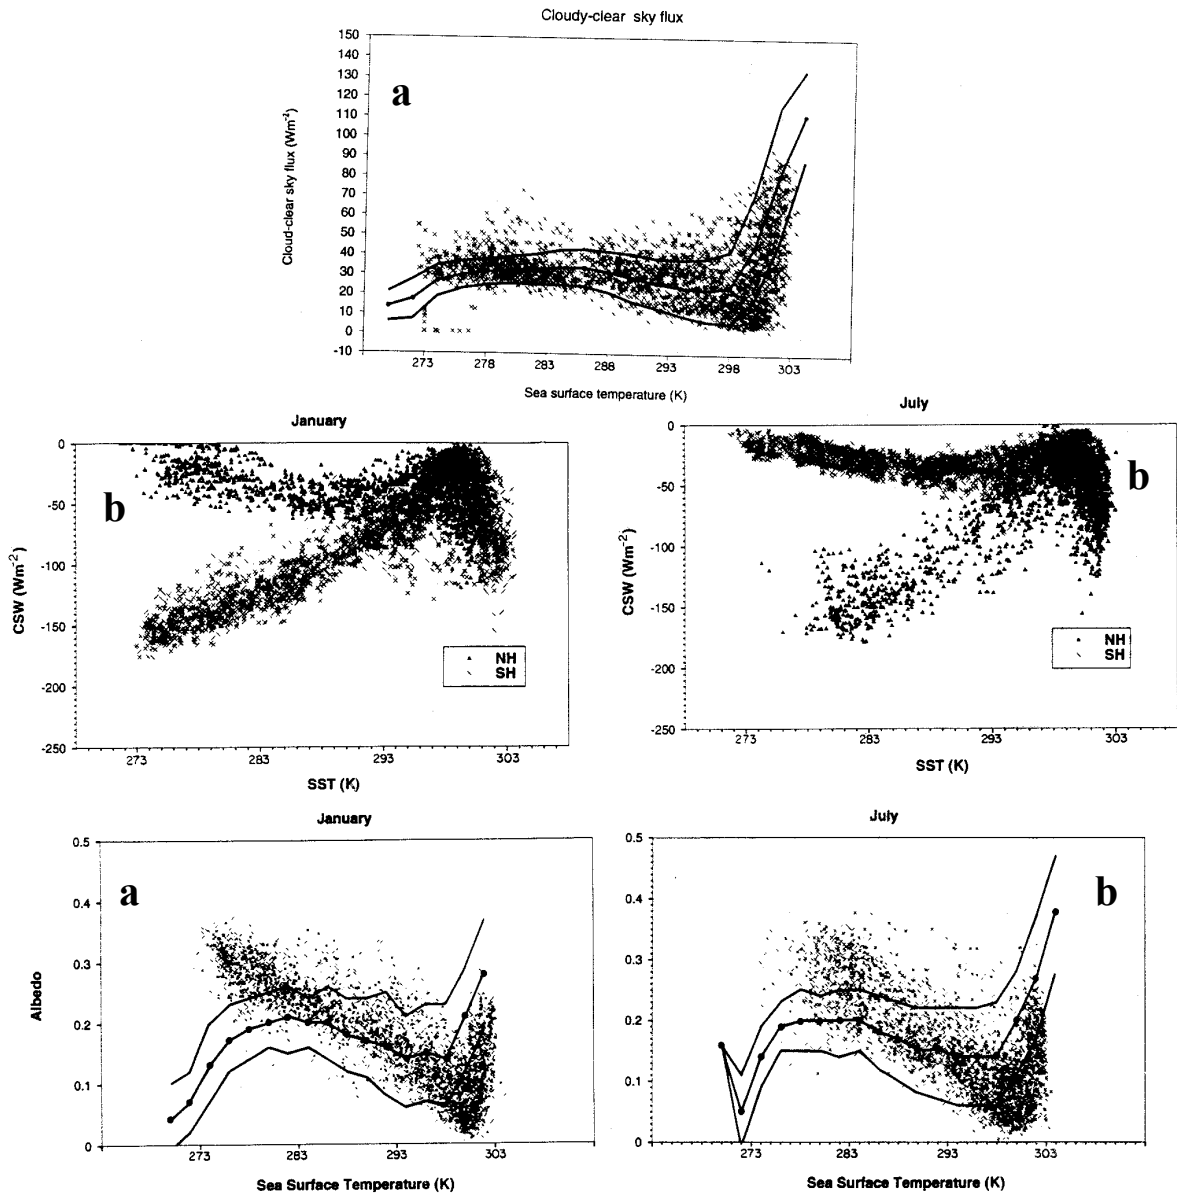 Cloudy-clear sky flux
150
140
130
120
110
100
90
80
70
60
50
40
30
20
10
0
-10
a
Cloud-clear sky flux (Wm-2)
273 278 283 288 293 298 303
Sea surface temperature (K)
January
0
-50
-100
-150
-200
-250
b
CSW (Wm-2)
NH
SH
273 283 293 303
SST (K)
July
0
-50
-100
-150
-200
-250
b
CSW (Wm-2)
NH
SH
273 283 293 303
SST (K)
January
0.5
0.4
0.3
0.2
0.1
0
a
Albedo
273 283 293 303
Sea Surface Temperature (K)
July
0.5
0.4
0.3
0.2
0.1
0
b
273 283 293 303
Sea Surface Temperature (K)